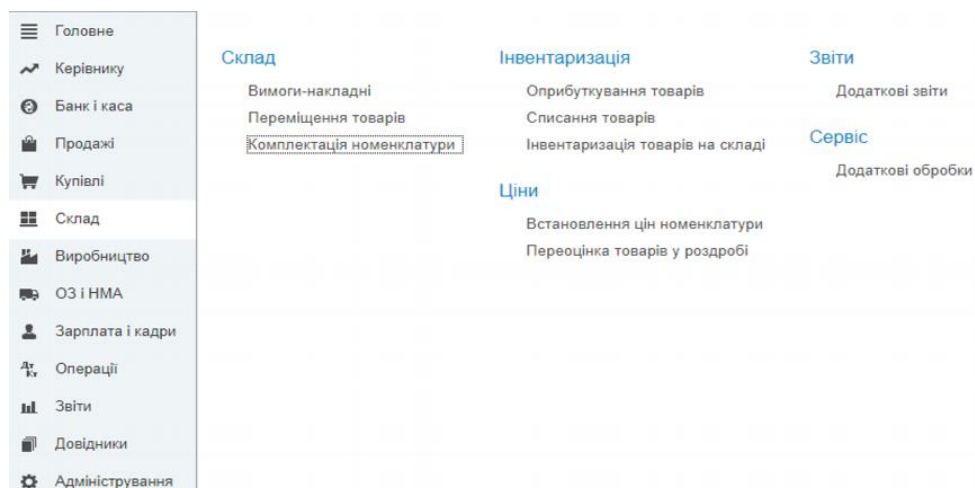 Головне
Керівнику
Банк і каса
Продажі
Купівлі
Склад
Виробництво
ОЗ і НМА
Зарплата і кадри
Дт Кт
Операції
Звіти
Довідники
Адміністрування
Склад
Вимоги-накладні
Переміщення товарів
Комплектація номенклатури
Інвентаризація
Оприбуткування товарів
Списання товарів
Інвентаризація товарів на складі
Ціни
Встановлення цін номенклатури
Переоцінка товарів у роздробі
Звіти
Додаткові звіти
Сервіс
Додаткові обробки